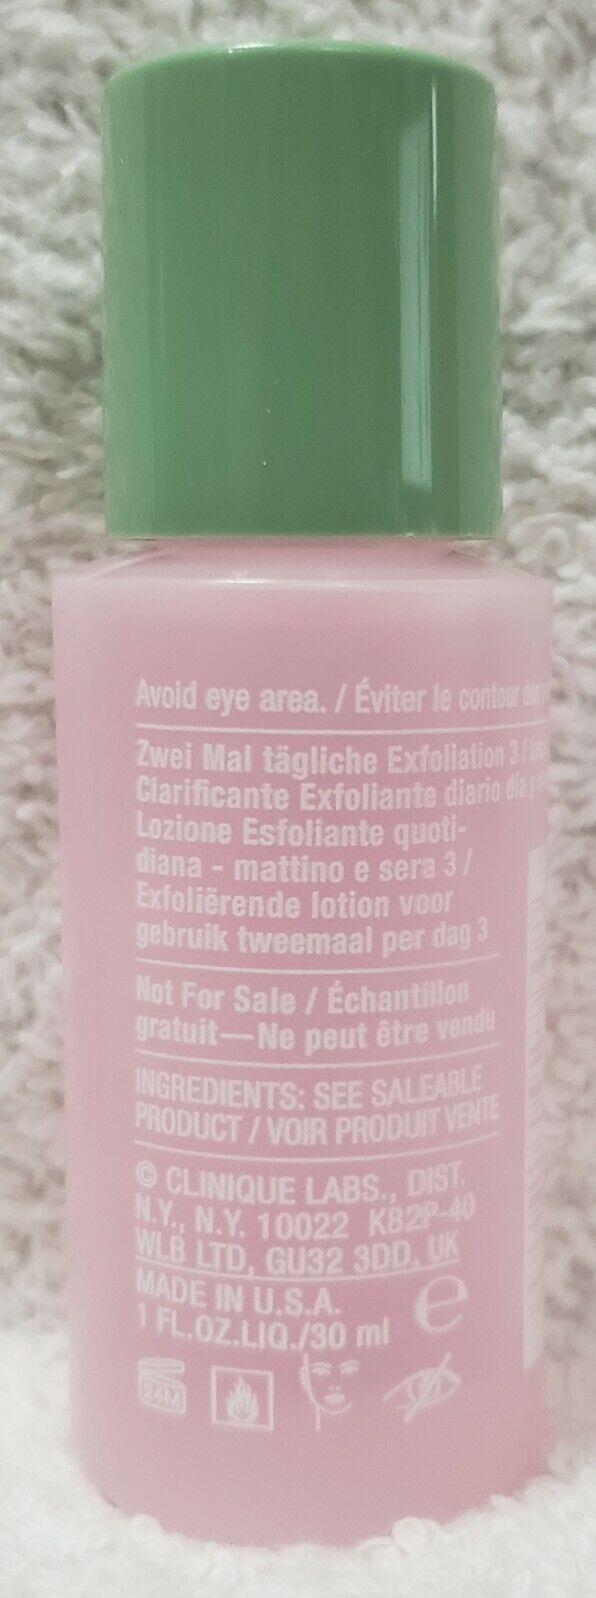 Avoid eye area. / Éviter le contour des
Zwei Mal tägliche Exfoliation 3 /
Clarificante Exfoliante diario día y
Lozione Esfoliante quoti-
diana - mattino e sera 3 /
Exfoliërende lotion voor
gebruik tweemaal per dag 3
Not For Sale / Échantillon
gratuit—Ne peut être vendu
INGREDIENTS: SEE SALEABLE
PRODUCT / VOIR PRODUIT VENTE
© CLINIQUE LABS., DIST.
N.Y., N.Y. 10022 K82P-40
WLB LTD, GU32 3DD, UK
MADE IN U.S.A.
1 FL.OZ.LIQ./30 ml e
24M